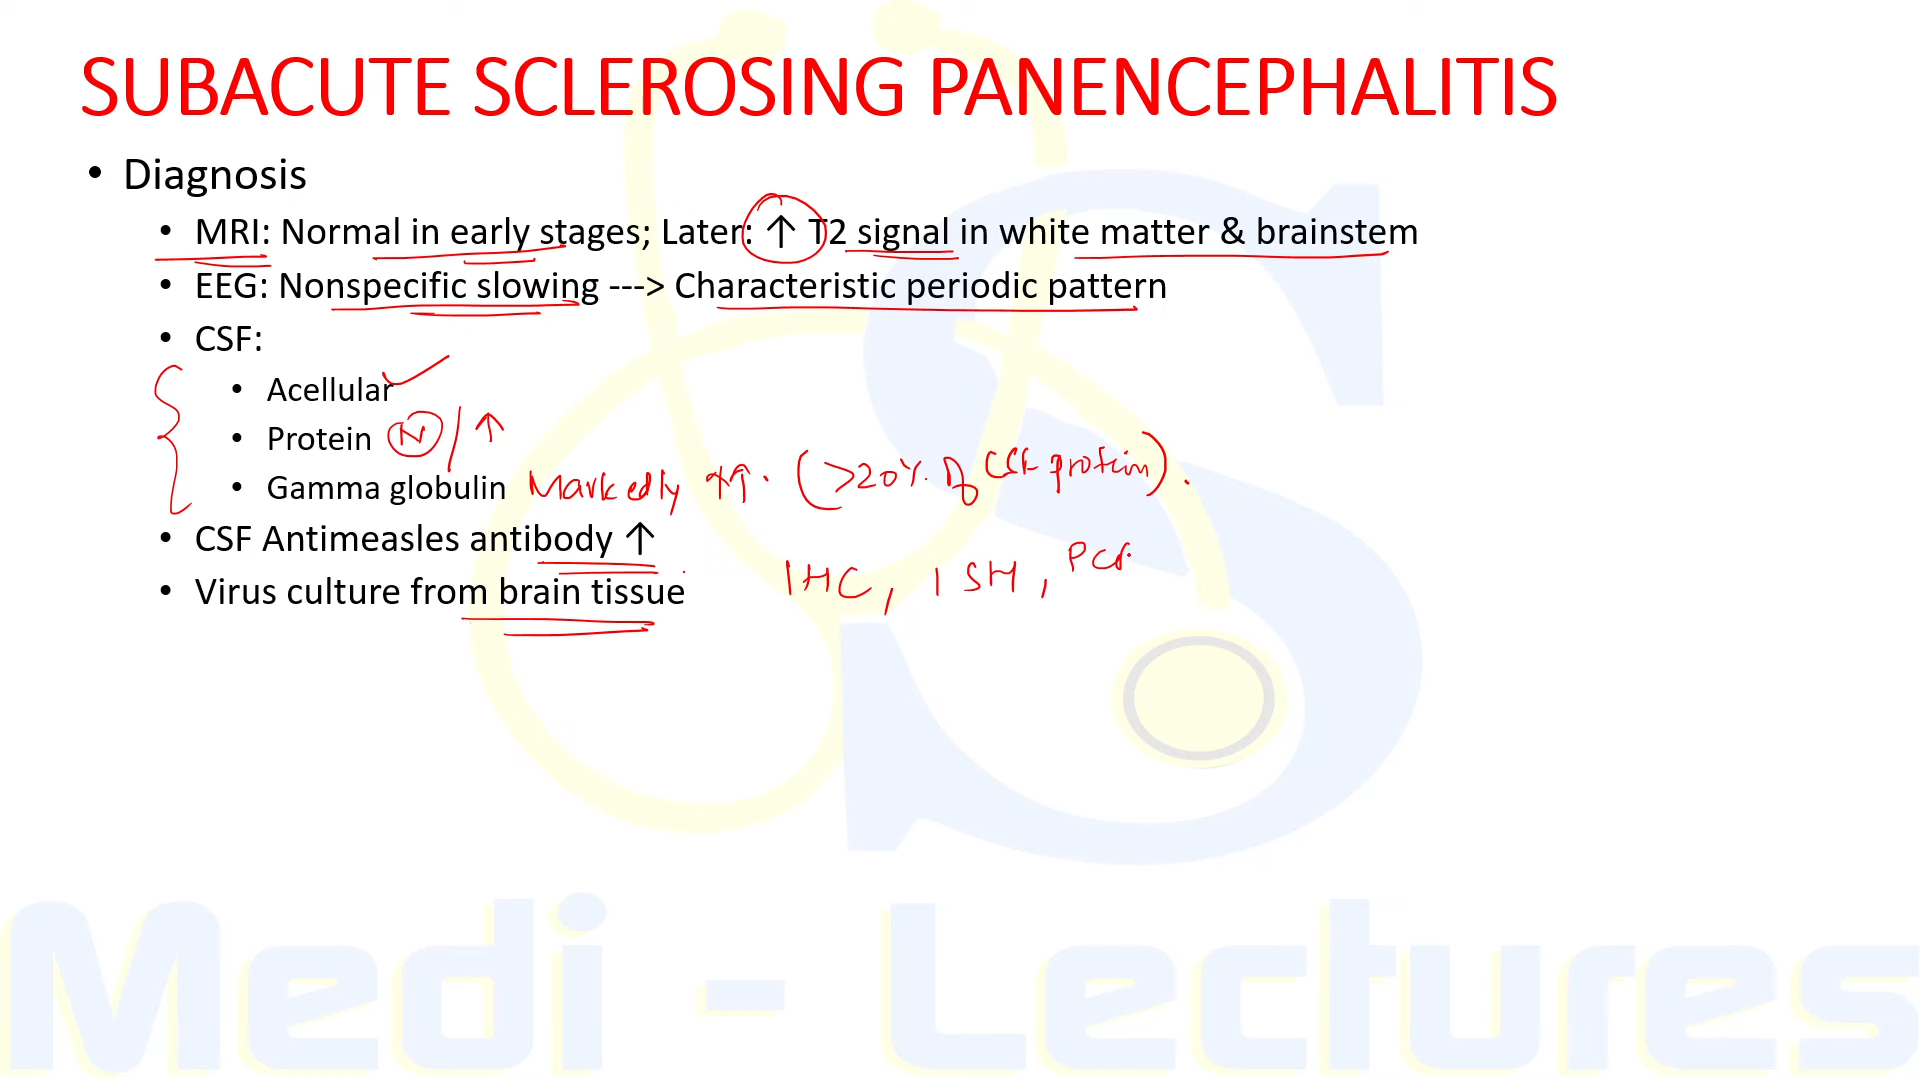 SUBACUTE SCLEROSING PANENCEPHALITIS
• Diagnosis
• MRI: Normal in early stages; Later: ↑ T2 signal in white matter & brainstem
• EEG: Nonspecific slowing ---> Characteristic periodic pattern
• CSF:
• Acellular ✓
• Protein N / ↑
• Gamma globulin Markedly ↑↑. (>20% of CSF protein).
• CSF Antimeasles antibody ↑
• Virus culture from brain tissue IHC, ISH, PCR
Medi - Lectures